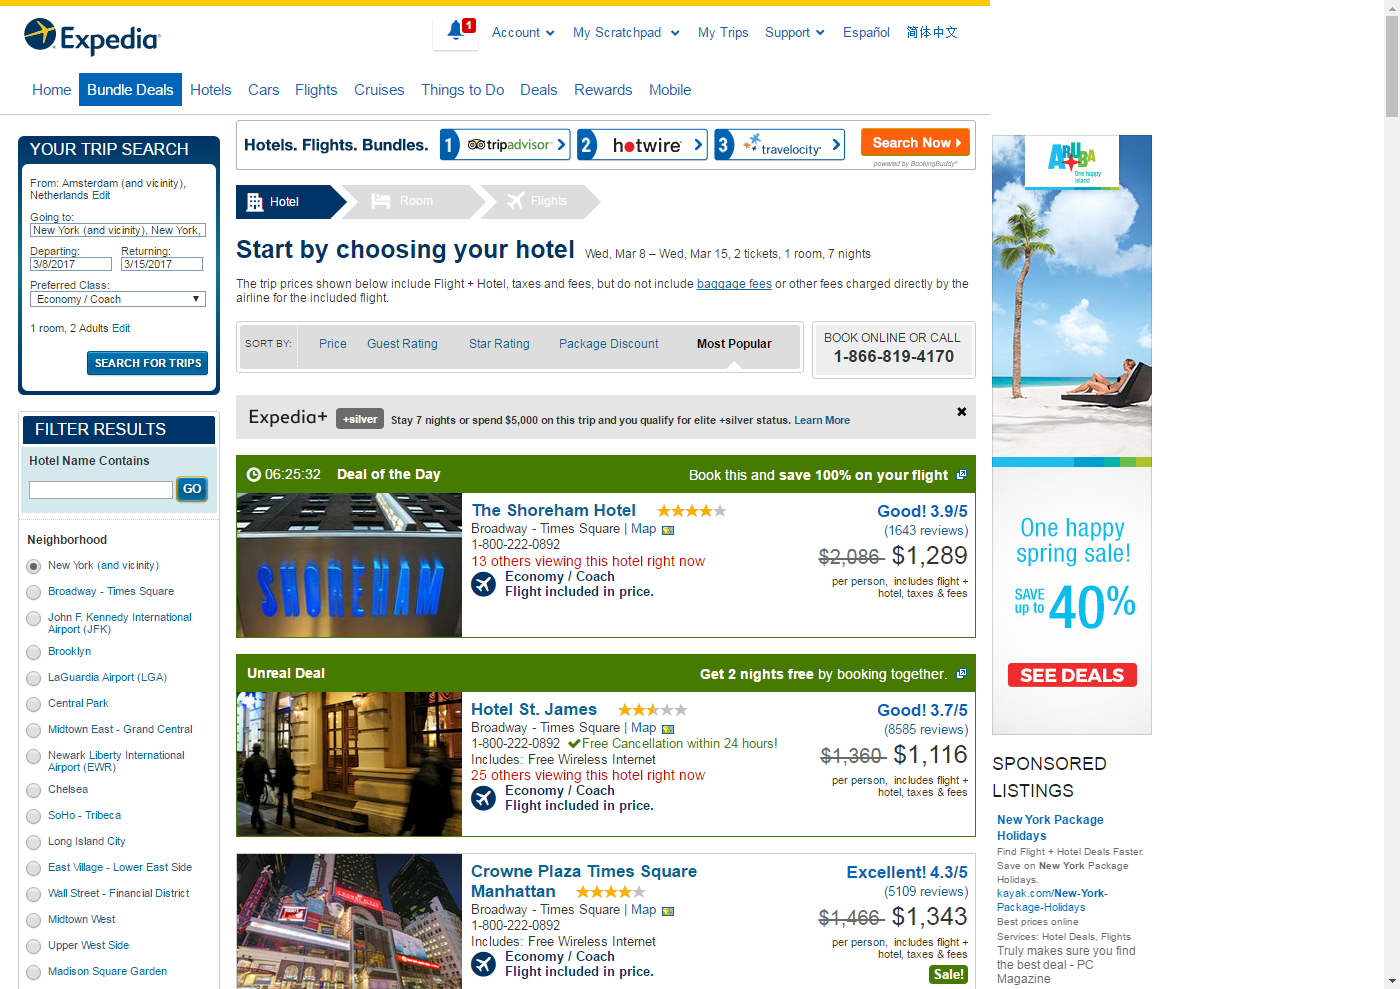 Expedia
1
Account
My Scratchpad
My Trips
Support
Español
简体中文
Home
Bundle Deals
Hotels
Cars
Flights
Cruises
Things to Do
Deals
Rewards
Mobile
YOUR TRIP SEARCH
From: Amsterdam (and vicinity),
Netherlands Edit
Going to:
New York (and vicinity), New York,
Departing: Returning:
3/8/2017 3/15/2017
Preferred Class:
Economy / Coach
1 room, 2 Adults Edit
SEARCH FOR TRIPS
FILTER RESULTS
Hotel Name Contains
GO
Neighborhood
New York (and vicinity)
Broadway - Times Square
John F. Kennedy International
Airport (JFK)
Brooklyn
LaGuardia Airport (LGA)
Central Park
Midtown East - Grand Central
Newark Liberty International
Airport (EWR)
Chelsea
SoHo - Tribeca
Long Island City
East Village - Lower East Side
Wall Street - Financial District
Midtown West
Upper West Side
Madison Square Garden
Hotels. Flights. Bundles.
1 tripadvisor
2 hotwire
3 travelocity
Search Now
powered by BookingBuddy
Hotel
Room
Flights
Start by choosing your hotel Wed, Mar 8 – Wed, Mar 15, 2 tickets, 1 room, 7 nights
The trip prices shown below include Flight + Hotel, taxes and fees, but do not include baggage fees or other fees charged directly by the
airline for the included flight.
SORT BY: Price Guest Rating Star Rating Package Discount Most Popular
BOOK ONLINE OR CALL
1-866-819-4170
Expedia+ +silver Stay 7 nights or spend $5,000 on this trip and you qualify for elite +silver status. Learn More
06:25:32 Deal of the Day
Book this and save 100% on your flight
SHOREHAM
The Shoreham Hotel
Broadway - Times Square | Map
1-800-222-0892
13 others viewing this hotel right now
Economy / Coach
Flight included in price.
Good! 3.9/5
(1643 reviews)
$2,086 $1,289
per person, includes flight +
hotel, taxes & fees
Unreal Deal
Get 2 nights free by booking together.
Hotel St. James
Broadway - Times Square | Map
1-800-222-0892 Free Cancellation within 24 hours!
Includes: Free Wireless Internet
25 others viewing this hotel right now
Economy / Coach
Flight included in price.
Good! 3.7/5
(8585 reviews)
$1,360 $1,116
per person, includes flight +
hotel, taxes & fees
Crowne Plaza Times Square
Manhattan
Broadway - Times Square | Map
1-800-222-0892
Includes: Free Wireless Internet
Economy / Coach
Flight included in price.
Excellent! 4.3/5
(5109 reviews)
$1,466 $1,343
per person, includes flight +
hotel, taxes & fees
Sale!
ARUBA
One happy
island
One happy
spring sale!
SAVE
up to 40%
SEE DEALS
SPONSORED
LISTINGS
New York Package
Holidays
Find Flight + Hotel Deals Faster.
Save on New York Package
Holidays.
kayak.com/New-York-
Package-Holidays
Best prices online
Services: Hotel Deals, Flights
Truly makes sure you find
the best deal - PC
Magazine